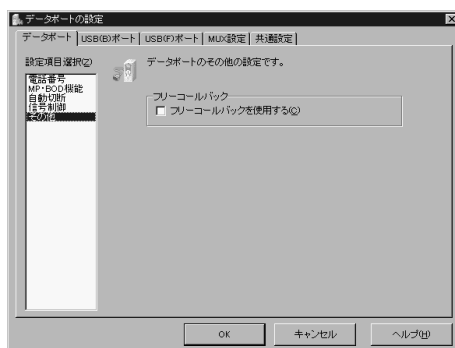 データポートの設定
データポート USB(B)ポート USB(F)ポート MUX設定 共通設定
設定項目選択(Z)
データポートのその他の設定です。
電話番号
MP・BOD機能
自動切断
信号制御
その他
フリーコールバック
フリーコールバックを使用する(C)
OK キャンセル ヘルプ(H)